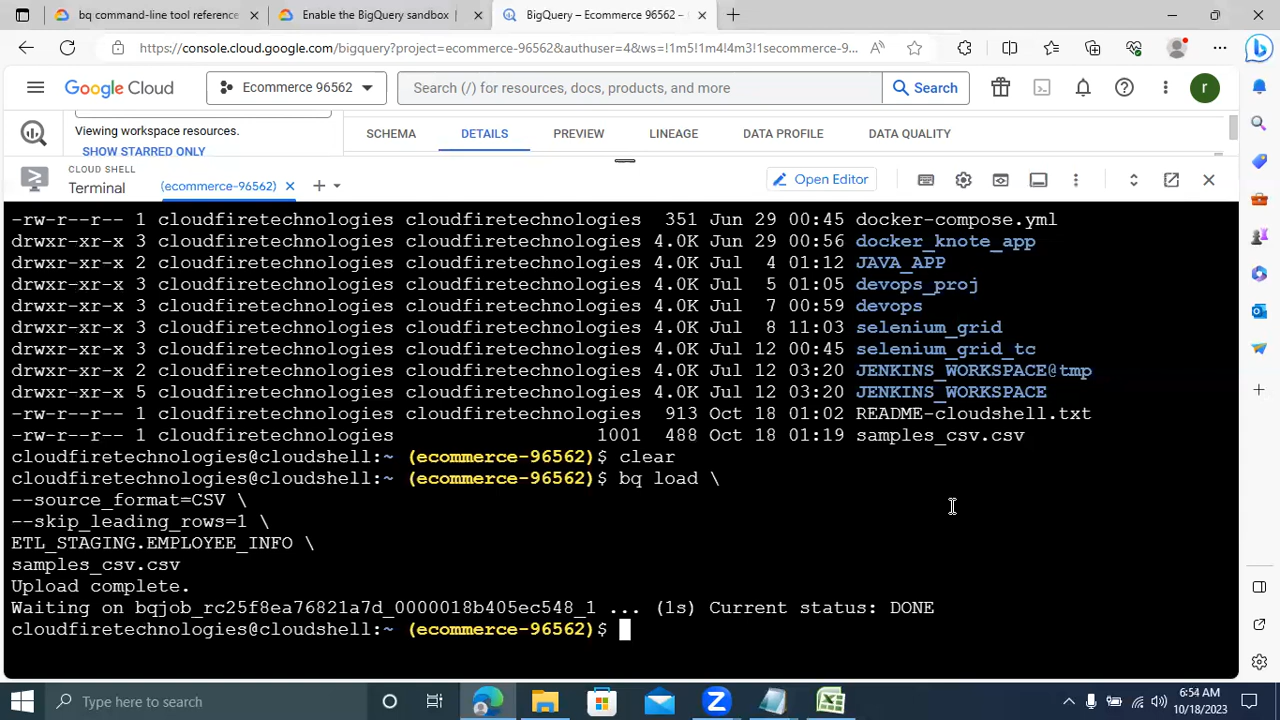 bq command-line tool reference
Enable the BigQuery sandbox
BigQuery – Ecommerce 96562 –
https://console.cloud.google.com/bigquery?project=ecommerce-96562&authuser=4&ws=!1m5!1m4!4m3!1secommerce-9...
Google Cloud
Ecommerce 96562
Search (/) for resources, docs, products, and more
Search
r
Viewing workspace resources.
SHOW STARRED ONLY
SCHEMA
DETAILS
PREVIEW
LINEAGE
DATA PROFILE
DATA QUALITY
CLOUD SHELL
Terminal
(ecommerce-96562)
Open Editor
-rw-r--r-- 1 cloudfiretechnologies cloudfiretechnologies 351 Jun 29 00:45 docker-compose.yml
drwxr-xr-x 3 cloudfiretechnologies cloudfiretechnologies 4.0K Jun 29 00:56 docker_knote_app
drwxr-xr-x 2 cloudfiretechnologies cloudfiretechnologies 4.0K Jul 4 01:12 JAVA_APP
drwxr-xr-x 3 cloudfiretechnologies cloudfiretechnologies 4.0K Jul 5 01:05 devops_proj
drwxr-xr-x 3 cloudfiretechnologies cloudfiretechnologies 4.0K Jul 7 00:59 devops
drwxr-xr-x 3 cloudfiretechnologies cloudfiretechnologies 4.0K Jul 8 11:03 selenium_grid
drwxr-xr-x 3 cloudfiretechnologies cloudfiretechnologies 4.0K Jul 12 00:45 selenium_grid_tc
drwxr-xr-x 2 cloudfiretechnologies cloudfiretechnologies 4.0K Jul 12 03:20 JENKINS_WORKSPACE@tmp
drwxr-xr-x 5 cloudfiretechnologies cloudfiretechnologies 4.0K Jul 12 03:20 JENKINS_WORKSPACE
-rw-r--r-- 1 cloudfiretechnologies cloudfiretechnologies 913 Oct 18 01:02 README-cloudshell.txt
-rw-r--r-- 1 cloudfiretechnologies 1001 488 Oct 18 01:19 samples_csv.csv
cloudfiretechnologies@cloudshell:~ (ecommerce-96562)$ clear
cloudfiretechnologies@cloudshell:~ (ecommerce-96562)$ bq load \
--source_format=CSV \
--skip_leading_rows=1 \
ETL_STAGING.EMPLOYEE_INFO \
samples_csv.csv
Upload complete.
Waiting on bqjob_rc25f8ea76821a7d_0000018b405ec548_1 ... (1s) Current status: DONE
cloudfiretechnologies@cloudshell:~ (ecommerce-96562)$
Type here to search
6:54 AM
10/18/2023